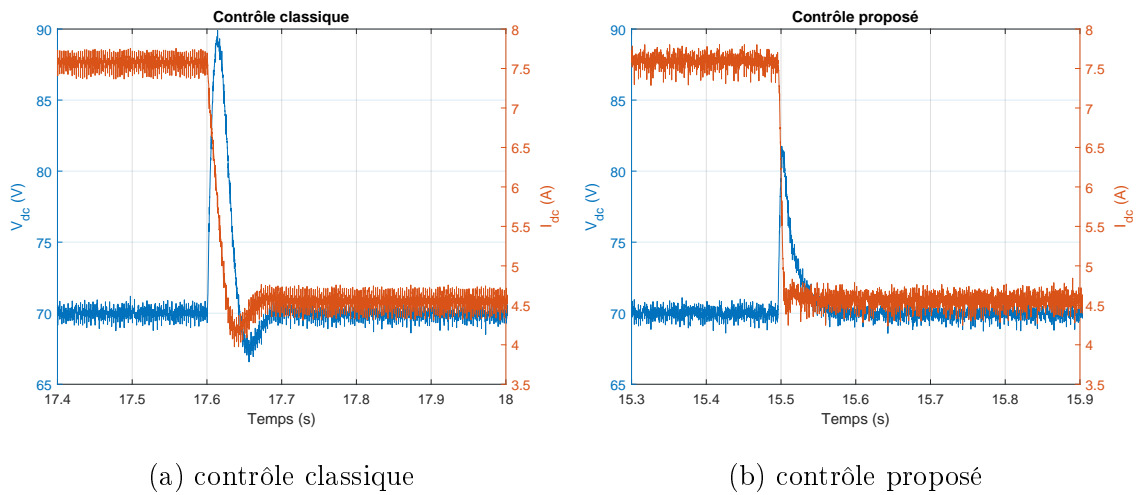 Contrôle classique
90
85
80
75
70
65
V_dc (V)
8
7.5
7
6.5
6
5.5
5
4.5
4
3.5
I_dc (A)
17.4 17.5 17.6 17.7 17.8 17.9 18
Temps (s)
(a) contrôle classique
Contrôle proposé
90
85
80
75
70
65
V_dc (V)
8
7.5
7
6.5
6
5.5
5
4.5
4
3.5
I_dc (A)
15.3 15.4 15.5 15.6 15.7 15.8 15.9
Temps (s)
(b) contrôle proposé